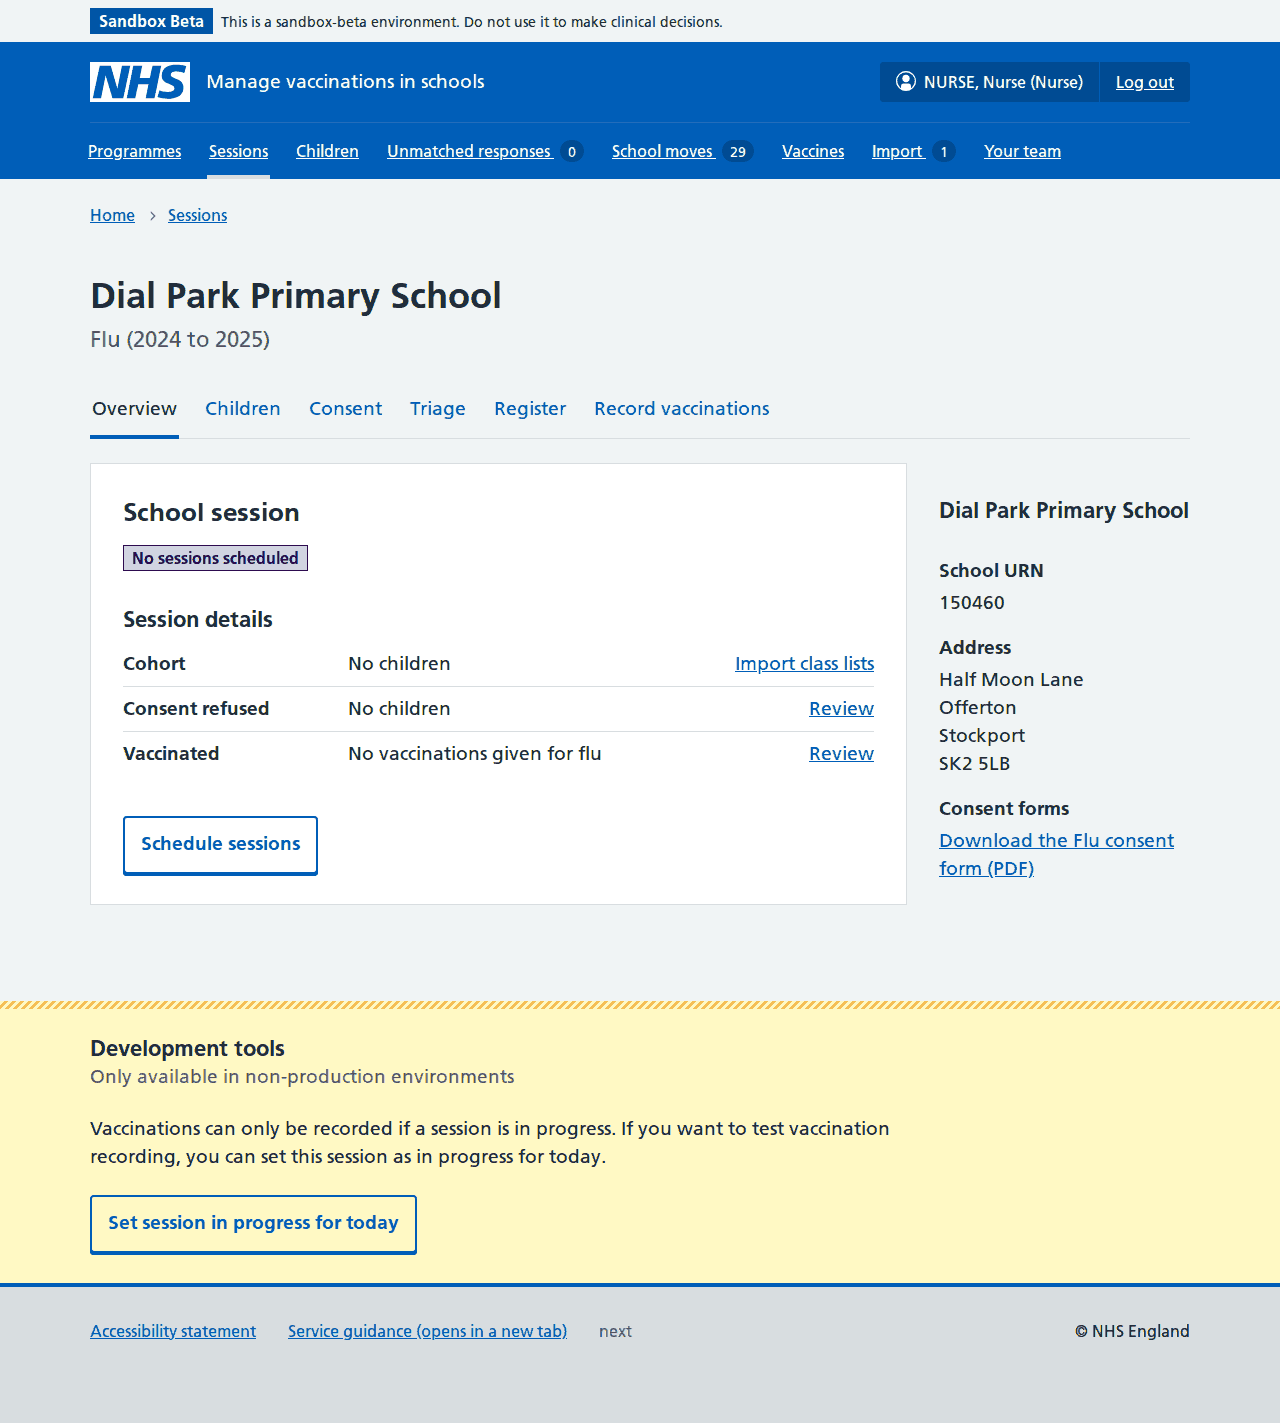 Sandbox Beta This is a sandbox-beta environment. Do not use it to make clinical decisions.
NHS Manage vaccinations in schools NURSE, Nurse (Nurse) Log out
Programmes Sessions Children Unmatched responses 0 School moves 29 Vaccines Import 1 Your team
Home Sessions
Dial Park Primary School
Flu (2024 to 2025)
Overview Children Consent Triage Register Record vaccinations
School session
No sessions scheduled
Session details
Cohort No children Import class lists
Consent refused No children Review
Vaccinated No vaccinations given for flu Review
Schedule sessions
Dial Park Primary School
School URN
150460
Address
Half Moon Lane
Offerton
Stockport
SK2 5LB
Consent forms
Download the Flu consent
form (PDF)
Development tools
Only available in non-production environments
Vaccinations can only be recorded if a session is in progress. If you want to test vaccination
recording, you can set this session as in progress for today.
Set session in progress for today
Accessibility statement Service guidance (opens in a new tab) next © NHS England